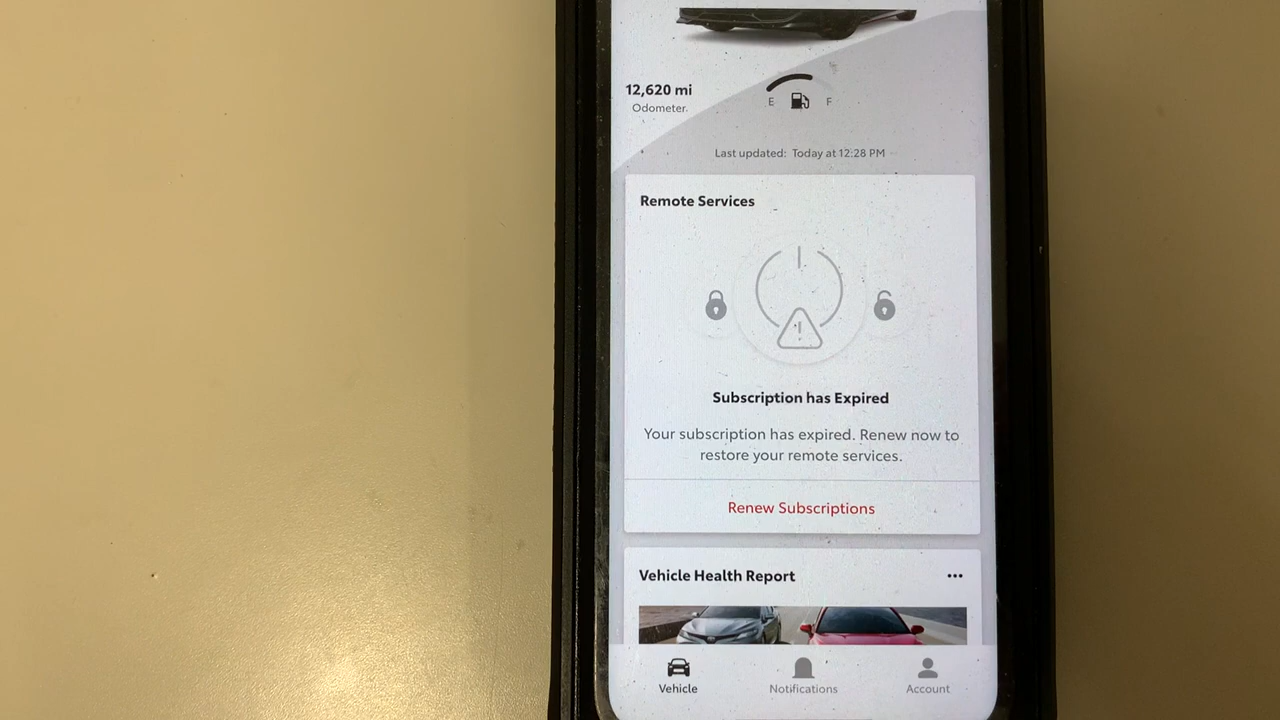 12,620 mi
Odometer.
E F
Last updated: Today at 12:28 PM
Remote Services
Subscription has Expired
Your subscription has expired. Renew now to
restore your remote services.
Renew Subscriptions
Vehicle Health Report
Vehicle Notifications Account